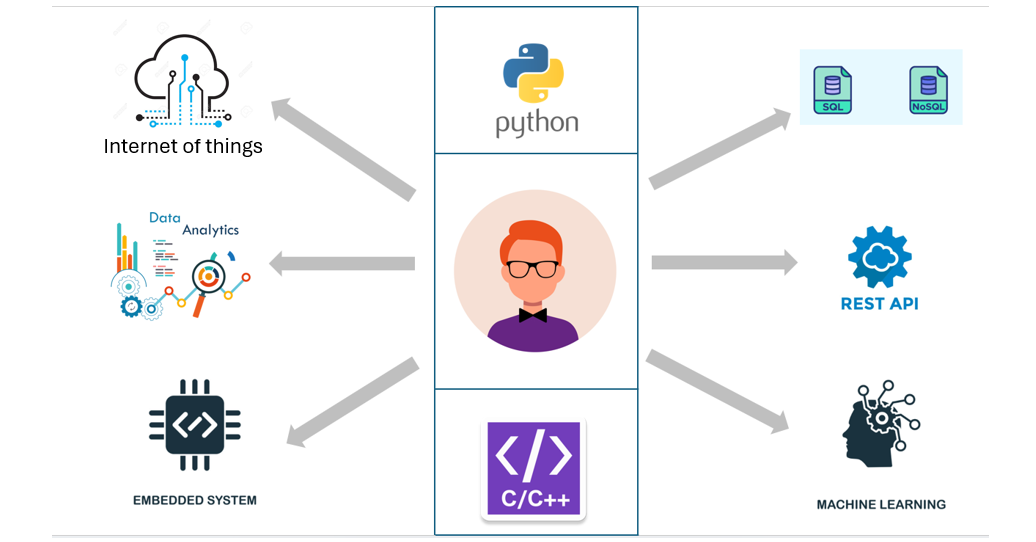 Internet of things
Data
Analytics
EMBEDDED SYSTEM
python
</>
C/C++
SQL
NoSQL
REST API
MACHINE LEARNING